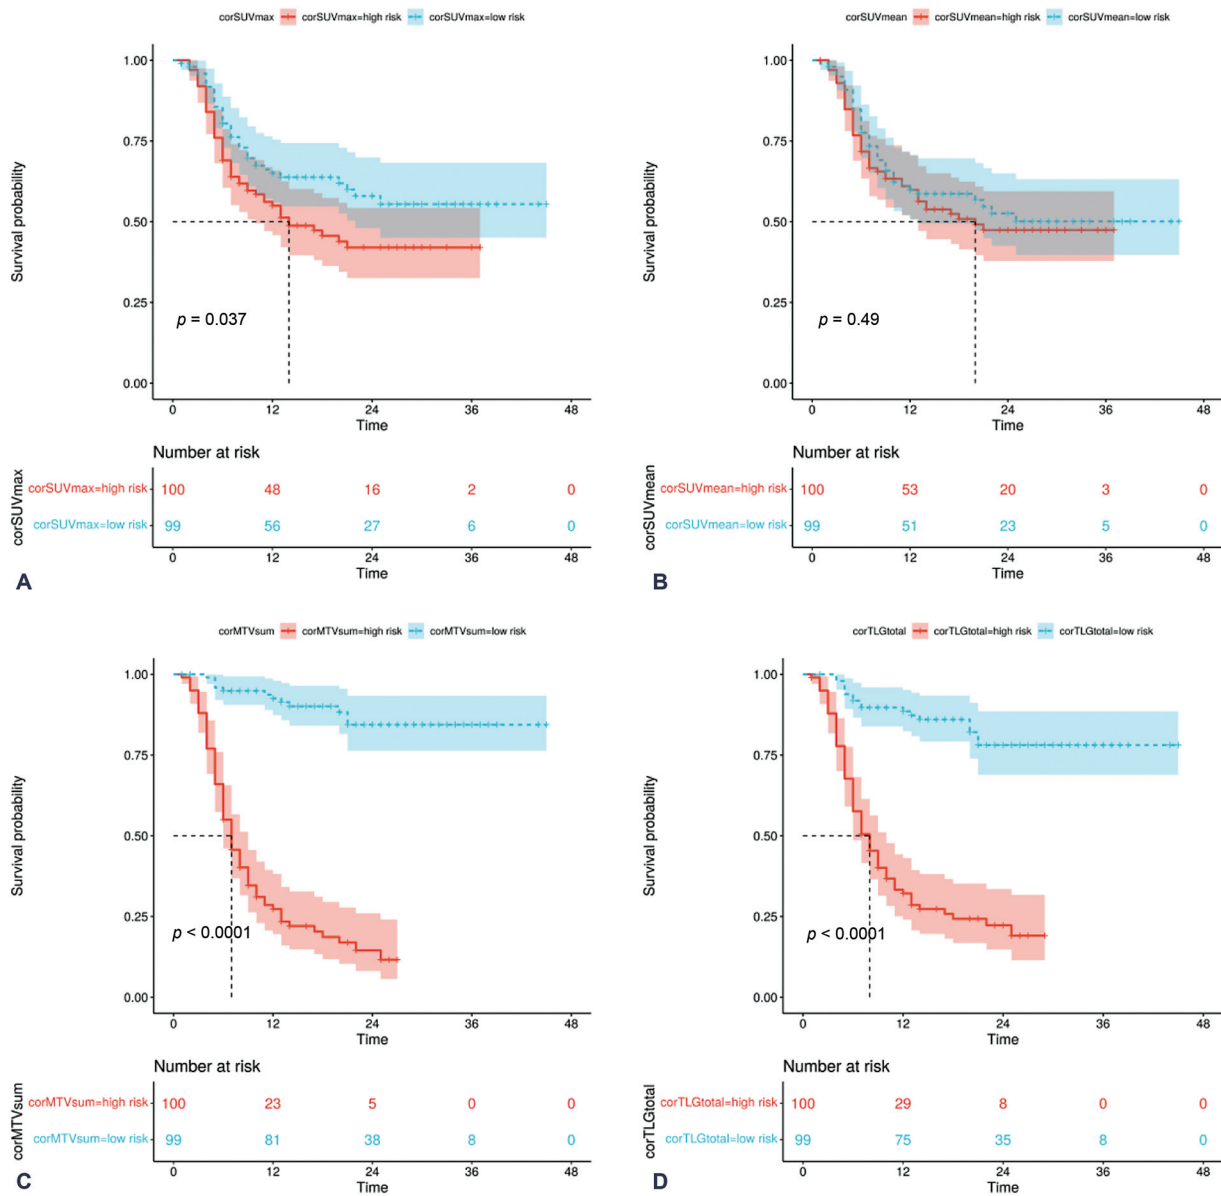 corSUVmax corSUVmax=high risk corSUVmax=low risk
Survival probability
1.00
0.75
0.50
0.25
0.00
p = 0.037
0 12 24 36 48
Time
Number at risk
corSUVmax
corSUVmax=high risk 100 48 16 2 0
corSUVmax=low risk 99 56 27 6 0
0 12 24 36 48
Time
A
corSUVmean corSUVmean=high risk corSUVmean=low risk
Survival probability
1.00
0.75
0.50
0.25
0.00
p = 0.49
0 12 24 36 48
Time
Number at risk
corSUVmean
corSUVmean=high risk 100 53 20 3 0
corSUVmean=low risk 99 51 23 5 0
0 12 24 36 48
Time
B
corMTVsum corMTVsum=high risk corMTVsum=low risk
Survival probability
1.00
0.75
0.50
0.25
0.00
p < 0.0001
0 12 24 36 48
Time
Number at risk
corMTVsum
corMTVsum=high risk 100 23 5 0 0
corMTVsum=low risk 99 81 38 8 0
0 12 24 36 48
Time
C
corTLGtotal corTLGtotal=high risk corTLGtotal=low risk
Survival probability
1.00
0.75
0.50
0.25
0.00
p < 0.0001
0 12 24 36 48
Time
Number at risk
corTLGtotal
corTLGtotal=high risk 100 29 8 0 0
corTLGtotal=low risk 99 75 35 8 0
0 12 24 36 48
Time
D